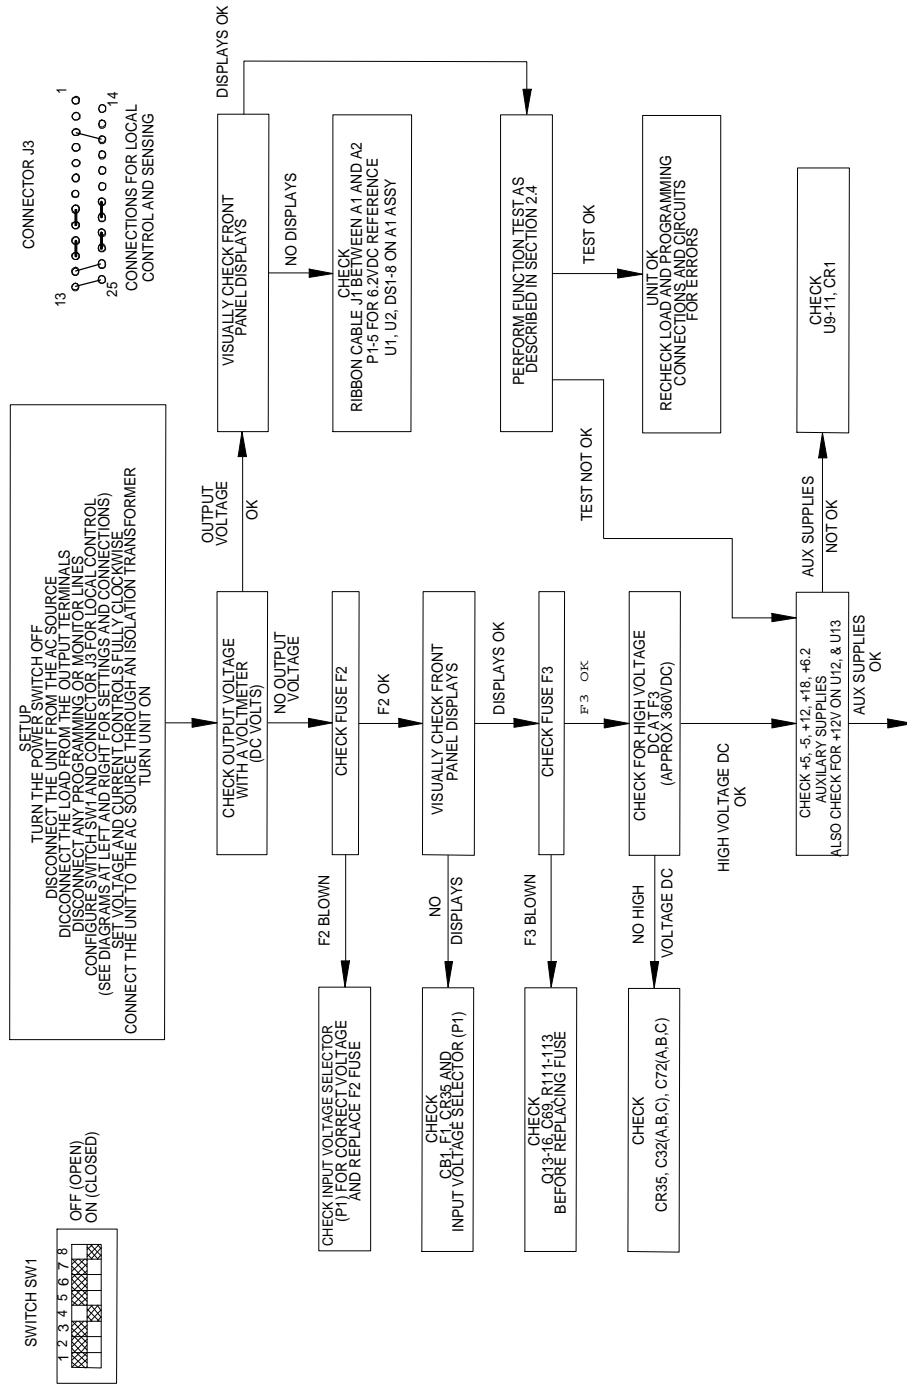 SWITCH SW1
1 2 3 4 5 6 7 8
OFF (OPEN)
ON (CLOSED)
SETUP
TURN THE POWER SWITCH OFF
DISCONNECT THE UNIT FROM THE AC SOURCE
DICCONNECT THE LOAD FROM THE OUTPUT TERMINALS
DISCONNECT ANY PROGRAMMING OR MONITOR LINES
CONFIGURE SWITCH SW1 AND CONNECTOR J3 FOR LOCAL CONTROL
(SEE DIAGRAMS AT LEFT AND RIGHT FOR SETTINGS AND CONNECTIONS)
SET VOLTAGE AND CURRENT CONTROLS FULLY CLOCKWISE
CONNECT THE UNIT TO THE AC SOURCE THROUGH AN ISOLATION TRANSFORMER
TURN UNIT ON
CONNECTOR J3
13
1
25
14
CONNECTIONS FOR LOCAL
CONTROL AND SENSING
CHECK OUTPUT VOLTAGE
WITH A VOLTMETER
(DC VOLTS)
OUTPUT
VOLTAGE
OK
VISUALLY CHECK FRONT
PANEL DISPLAYS
DISPLAYS OK
NO OUTPUT
VOLTAGE
NO DISPLAYS
CHECK INPUT VOLTAGE SELECTOR
(P1) FOR CORRECT VOLTAGE
AND REPLACE F2 FUSE
F2 BLOWN
CHECK FUSE F2
CHECK
RIBBON CABLE J1 BETWEEN A1 AND A2
P1-5 FOR 6.2VDC REFERENCE
U1, U2, DS1-8 ON A1 ASSY
F2 OK
CHECK
CB1, F1, CR35 AND
INPUT VOLTAGE SELECTOR (P1)
NO
DISPLAYS
VISUALLY CHECK FRONT
PANEL DISPLAYS
DISPLAYS OK
PERFORM FUNCTION TEST AS
DESCRIBED IN SECTION 2.4
CHECK
Q13-16, C69, R111-113
BEFORE REPLACING FUSE
F3 BLOWN
CHECK FUSE F3
F3 OK
TEST NOT OK
TEST OK
CHECK
CR35, C32(A,B,C), C72(A,B,C)
NO HIGH
VOLTAGE DC
CHECK FOR HIGH VOLTAGE
DC AT F3
(APPROX 360VDC)
UNIT OK
RECHECK LOAD AND PROGRAMMING
CONNECTIONS AND CIRCUITS
FOR ERRORS
HIGH VOLTAGE DC
OK
CHECK +5, -5, +12, +18, +6.2
AUXILARY SUPPLIES
ALSO CHECK FOR +12V ON U12, & U13
AUX SUPPLIES
NOT OK
CHECK
U9-11, CR1
AUX SUPPLIES
OK